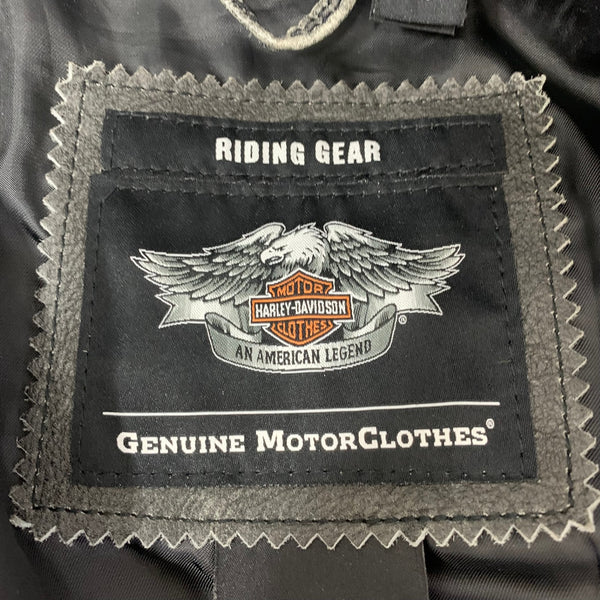 RIDING GEAR
MOTOR
HARLEY-DAVIDSON
CLOTHES
®
AN AMERICAN LEGEND
GENUINE MOTORCLOTHES®